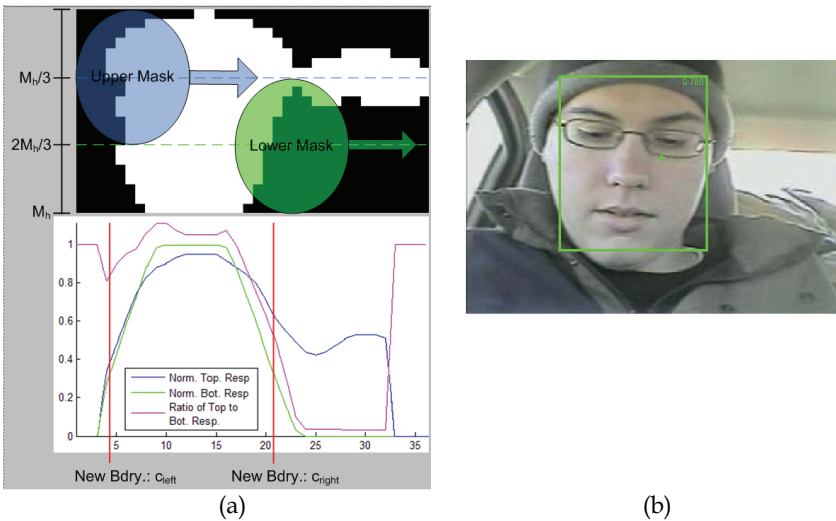 Upper Mask
M_h/3
2M_h/3
Lower Mask
M_h
1
0.8
0.6
0.4
0.2
0
Norm. Top. Resp
Norm. Bot. Resp
Ratio of Top to
Bot. Resp.
5 10 15 20 25 30 35
New Bdry.: c_left New Bdry.: c_right
(a)
0.780
(b)